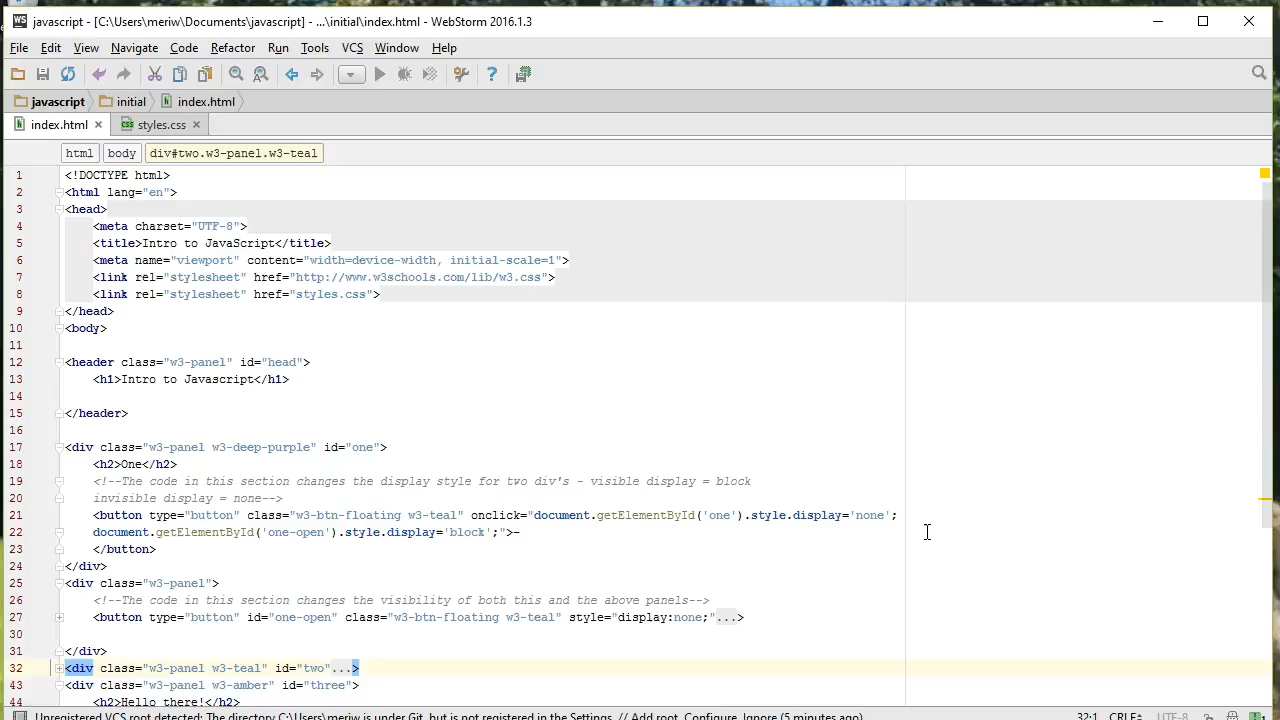 WS javascript - [C:\Users\meriw\Documents\javascript] - ...\initial\index.html - WebStorm 2016.1.3
File Edit View Navigate Code Refactor Run Tools VCS Window Help
javascript initial index.html
index.html styles.css
html body div#two.w3-panel.w3-teal
1 <!DOCTYPE html>
2 <html lang="en">
3 <head>
4 <meta charset="UTF-8">
5 <title>Intro to JavaScript</title>
6 <meta name="viewport" content="width=device-width, initial-scale=1">
7 <link rel="stylesheet" href="http://www.w3schools.com/lib/w3.css">
8 <link rel="stylesheet" href="styles.css">
9 </head>
10 <body>
11
12 <header class="w3-panel" id="head">
13 <h1>Intro to Javascript</h1>
14
15 </header>
16
17 <div class="w3-panel w3-deep-purple" id="one">
18 <h2>One</h2>
19 <!--The code in this section changes the display style for two div's - visible display = block
20 invisible display = none-->
21 <button type="button" class="w3-btn-floating w3-teal" onclick="document.getElementById('one').style.display='none';
22 document.getElementById('one-open').style.display='block';">-
23 </button>
24 </div>
25 <div class="w3-panel">
26 <!--The code in this section changes the visibility of both this and the above panels-->
27 <button type="button" id="one-open" class="w3-btn-floating w3-teal" style="display:none;"...>
30
31 </div>
32 <div class="w3-panel w3-teal" id="two"...>
43 <div class="w3-panel w3-amber" id="three">
44 <h2>Hello there!</h2>
Unregistered VCS root detected: The directory C:\Users\meriw is under Git, but is not registered in the Settings. // Add root Configure Ignore (5 minutes ago) 32:1 CRLF÷ UTF-8